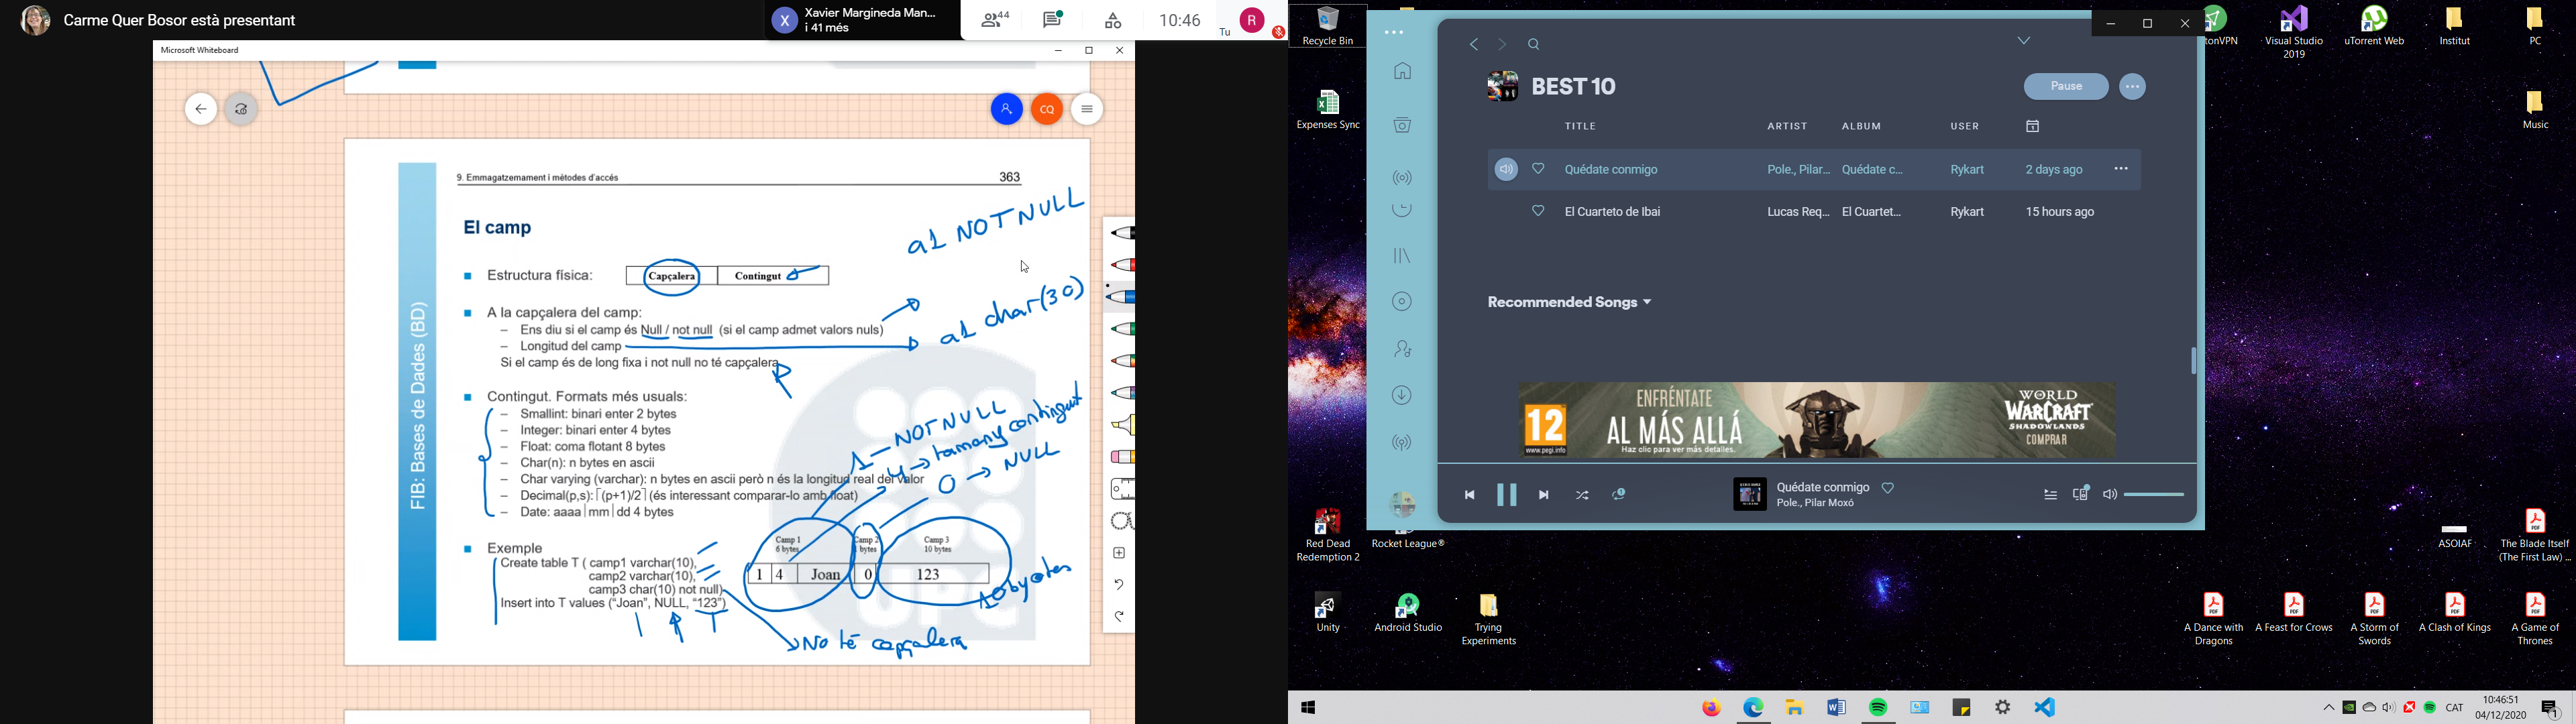 Carme Quer Bosor està presentant
X
Xavier Margineda Man...
i 41 més
44
10:46
Tu
R
Microsoft Whiteboard
CQ
9. Emmagatzemament i mètodes d'accés
363
El camp
a1 NOT NULL
Estructura física:
Capçalera
Contingut
A la capçalera del camp:
– Ens diu si el camp és Null / not null (si el camp admet valors nuls)
– Longitud del camp
a1 char(30)
Si el camp és de long fixa i not null no té capçalera
Contingut. Formats més usuals:
– Smallint: binari enter 2 bytes
– Integer: binari enter 4 bytes
– Float: coma flotant 8 bytes
– Char(n): n bytes en ascii
– Char varying (varchar): n bytes en ascii però n és la longitud real del valor
– Decimal(p,s): ⌈(p+1)/2⌉ (és interessant comparar-lo amb float)
– Date: aaaa|mm|dd 4 bytes
1 – NOT NULL
4 → tamany contingut
0 → NULL
Exemple
Create table T ( camp1 varchar(10),
camp2 varchar(10),
camp3 char(10) not null)
Insert into T values ("Joan", NULL, "123")
Camp 1
6 bytes
Camp 2
1 bytes
Camp 3
10 bytes
1 4 Joan 0 123
10bytes
No té capçalera
FIB: Bases de Dades (BD)
UPC
Recycle Bin
Expenses Sync
Red Dead
Redemption 2
Rocket League®
Unity
Android Studio
Trying
Experiments
BEST 10
Pause
TITLE
ARTIST
ALBUM
USER
Quédate conmigo
Pole., Pilar...
Quédate c...
Rykart
2 days ago
El Cuarteto de Ibai
Lucas Req...
El Cuartet...
Rykart
15 hours ago
Recommended Songs
12
www.pegi.info
ENFRÉNTATE
AL MÁS ALLÁ
Haz clic para ver más detalles.
WORLD
WARCRAFT
SHADOWLANDS
COMPRAR
Quédate conmigo
Pole., Pilar Moxó
tonVPN
Visual Studio
2019
uTorrent Web
Institut
PC
Music
ASOIAF
The Blade Itself
(The First Law) ...
A Dance with
Dragons
A Feast for Crows
A Storm of
Swords
A Clash of Kings
A Game of
Thrones
CAT
10:46:51
04/12/2020
1